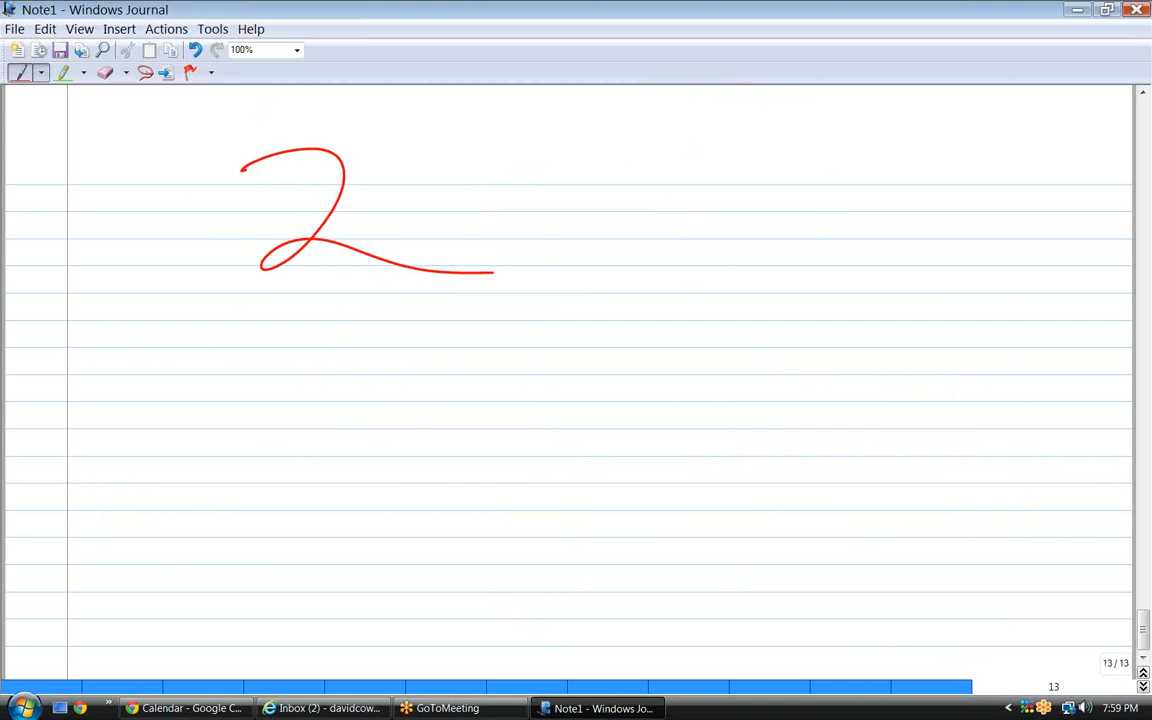 Note1 - Windows Journal
File Edit View Insert Actions Tools Help
100%
2
13 / 13
13
Calendar - Google C...
Inbox (2) - davidcow...
GoToMeeting
Note1 - Windows Jo...
7:59 PM